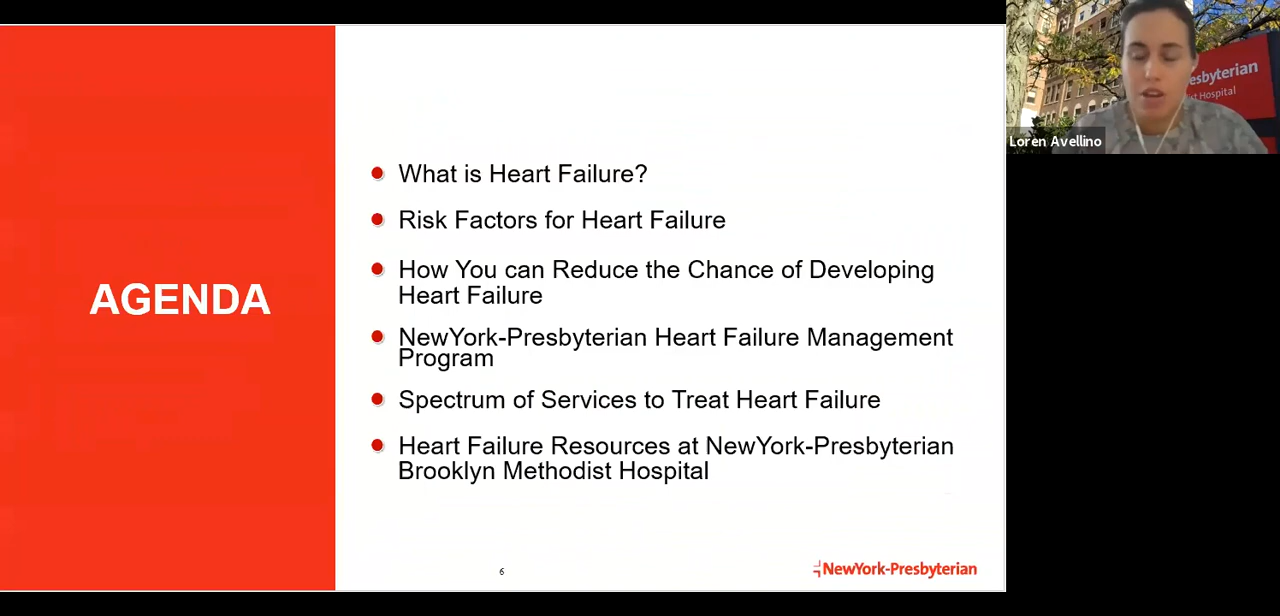 AGENDA
What is Heart Failure?
Risk Factors for Heart Failure
How You can Reduce the Chance of Developing
Heart Failure
NewYork-Presbyterian Heart Failure Management
Program
Spectrum of Services to Treat Heart Failure
Heart Failure Resources at NewYork-Presbyterian
Brooklyn Methodist Hospital
6
NewYork-Presbyterian
esbyterian
ist Hospital
Loren Avellino